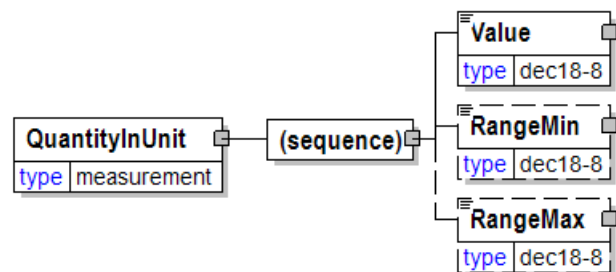 Value
type dec18-8
QuantityInUnit
type measurement
(sequence)
RangeMin
type dec18-8
RangeMax
type dec18-8